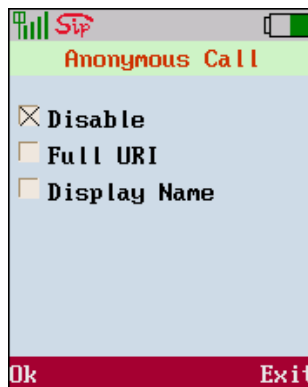 Sip
Anonymous Call
Disable
Full URI
Display Name
Ok Exit